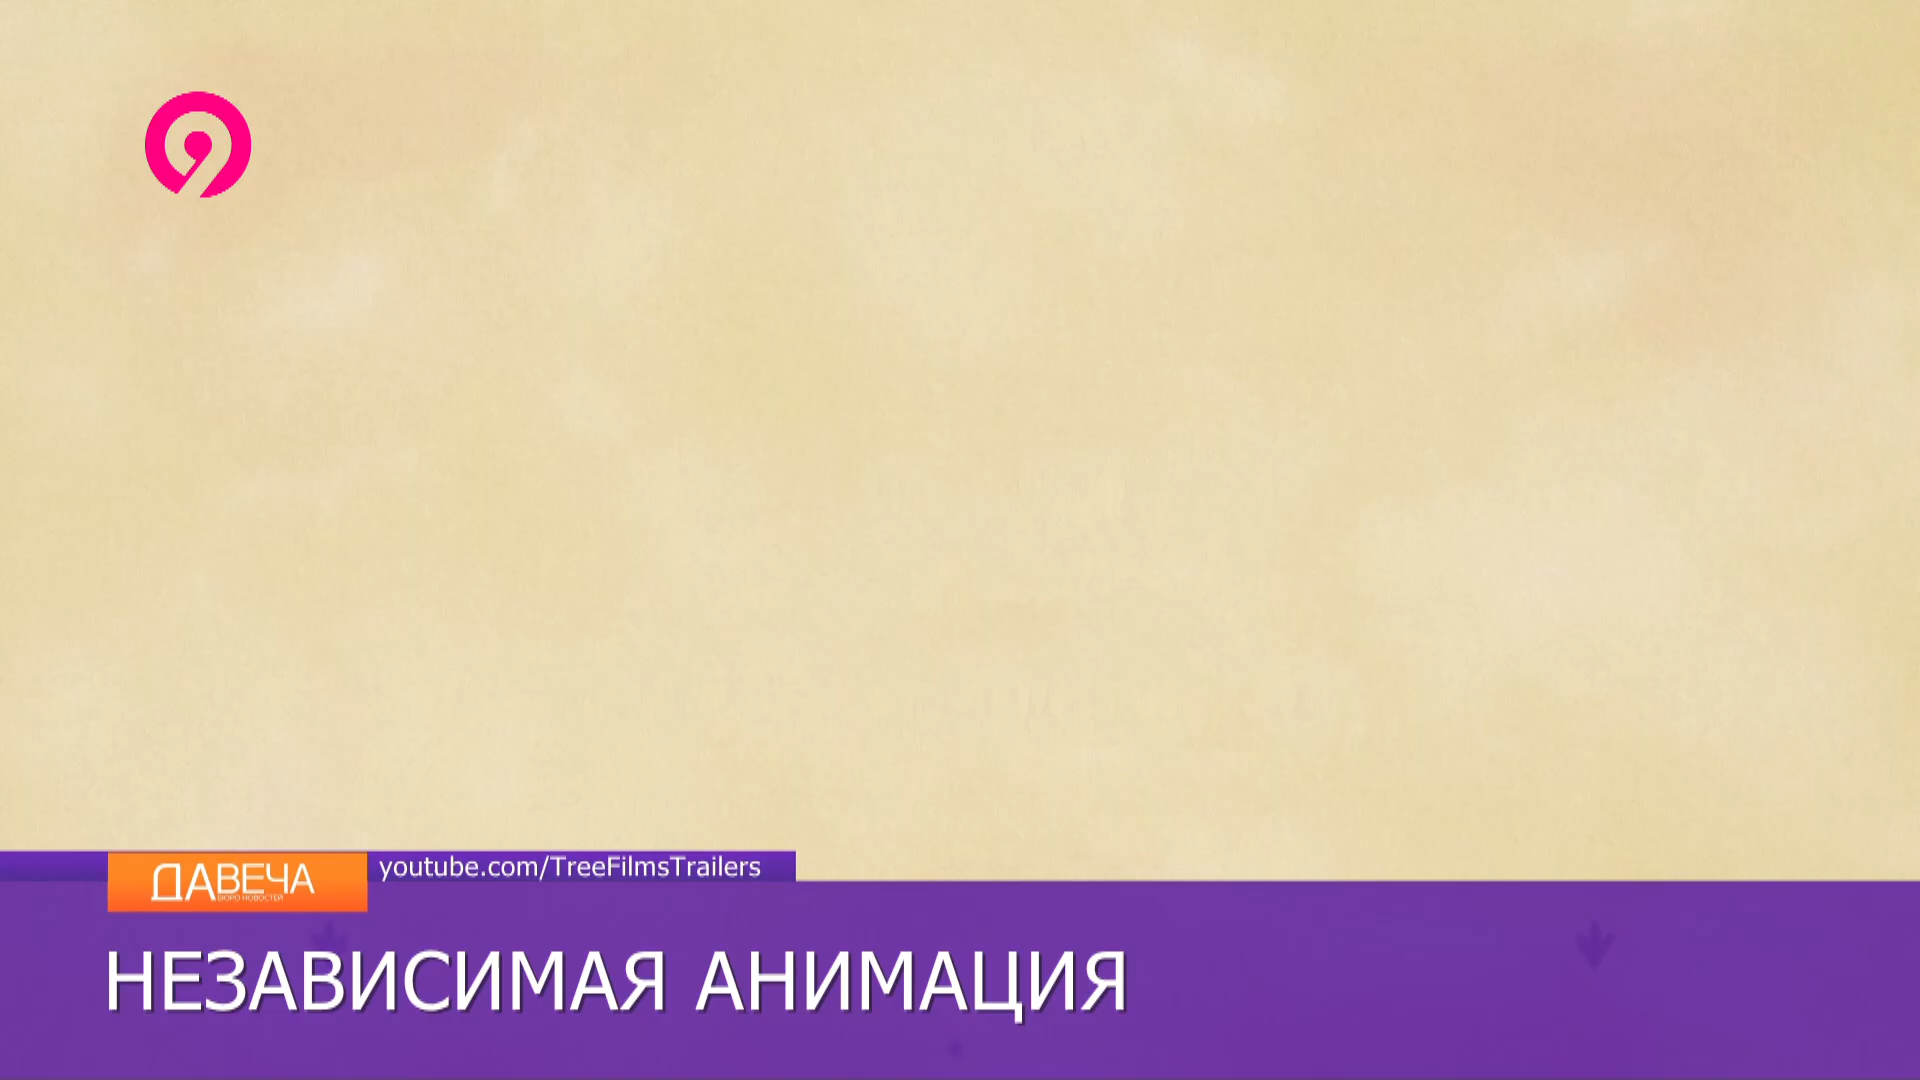 youtube.com/TreeFilmsTrailers
ДАВЕЧА
БЮРО НОВОСТЕЙ
НЕЗАВИСИМАЯ АНИМАЦИЯ